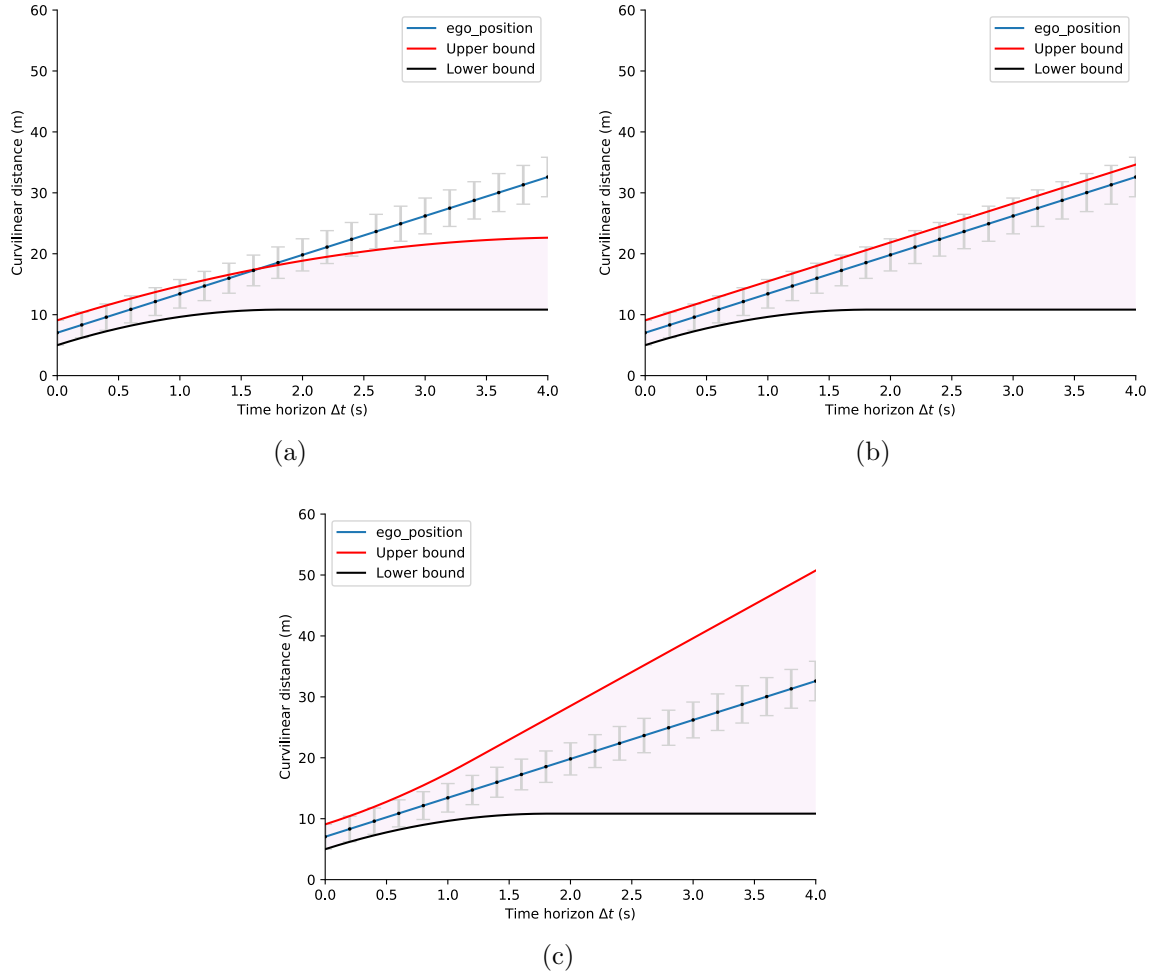 60
50
40
30
20
10
0
Curvilinear distance (m)
ego_position
Upper bound
Lower bound
0.0 0.5 1.0 1.5 2.0 2.5 3.0 3.5 4.0
Time horizon Δt (s)
(a)
60
50
40
30
20
10
0
Curvilinear distance (m)
ego_position
Upper bound
Lower bound
0.0 0.5 1.0 1.5 2.0 2.5 3.0 3.5 4.0
Time horizon Δt (s)
(b)
60
50
40
30
20
10
0
Curvilinear distance (m)
ego_position
Upper bound
Lower bound
0.0 0.5 1.0 1.5 2.0 2.5 3.0 3.5 4.0
Time horizon Δt (s)
(c)